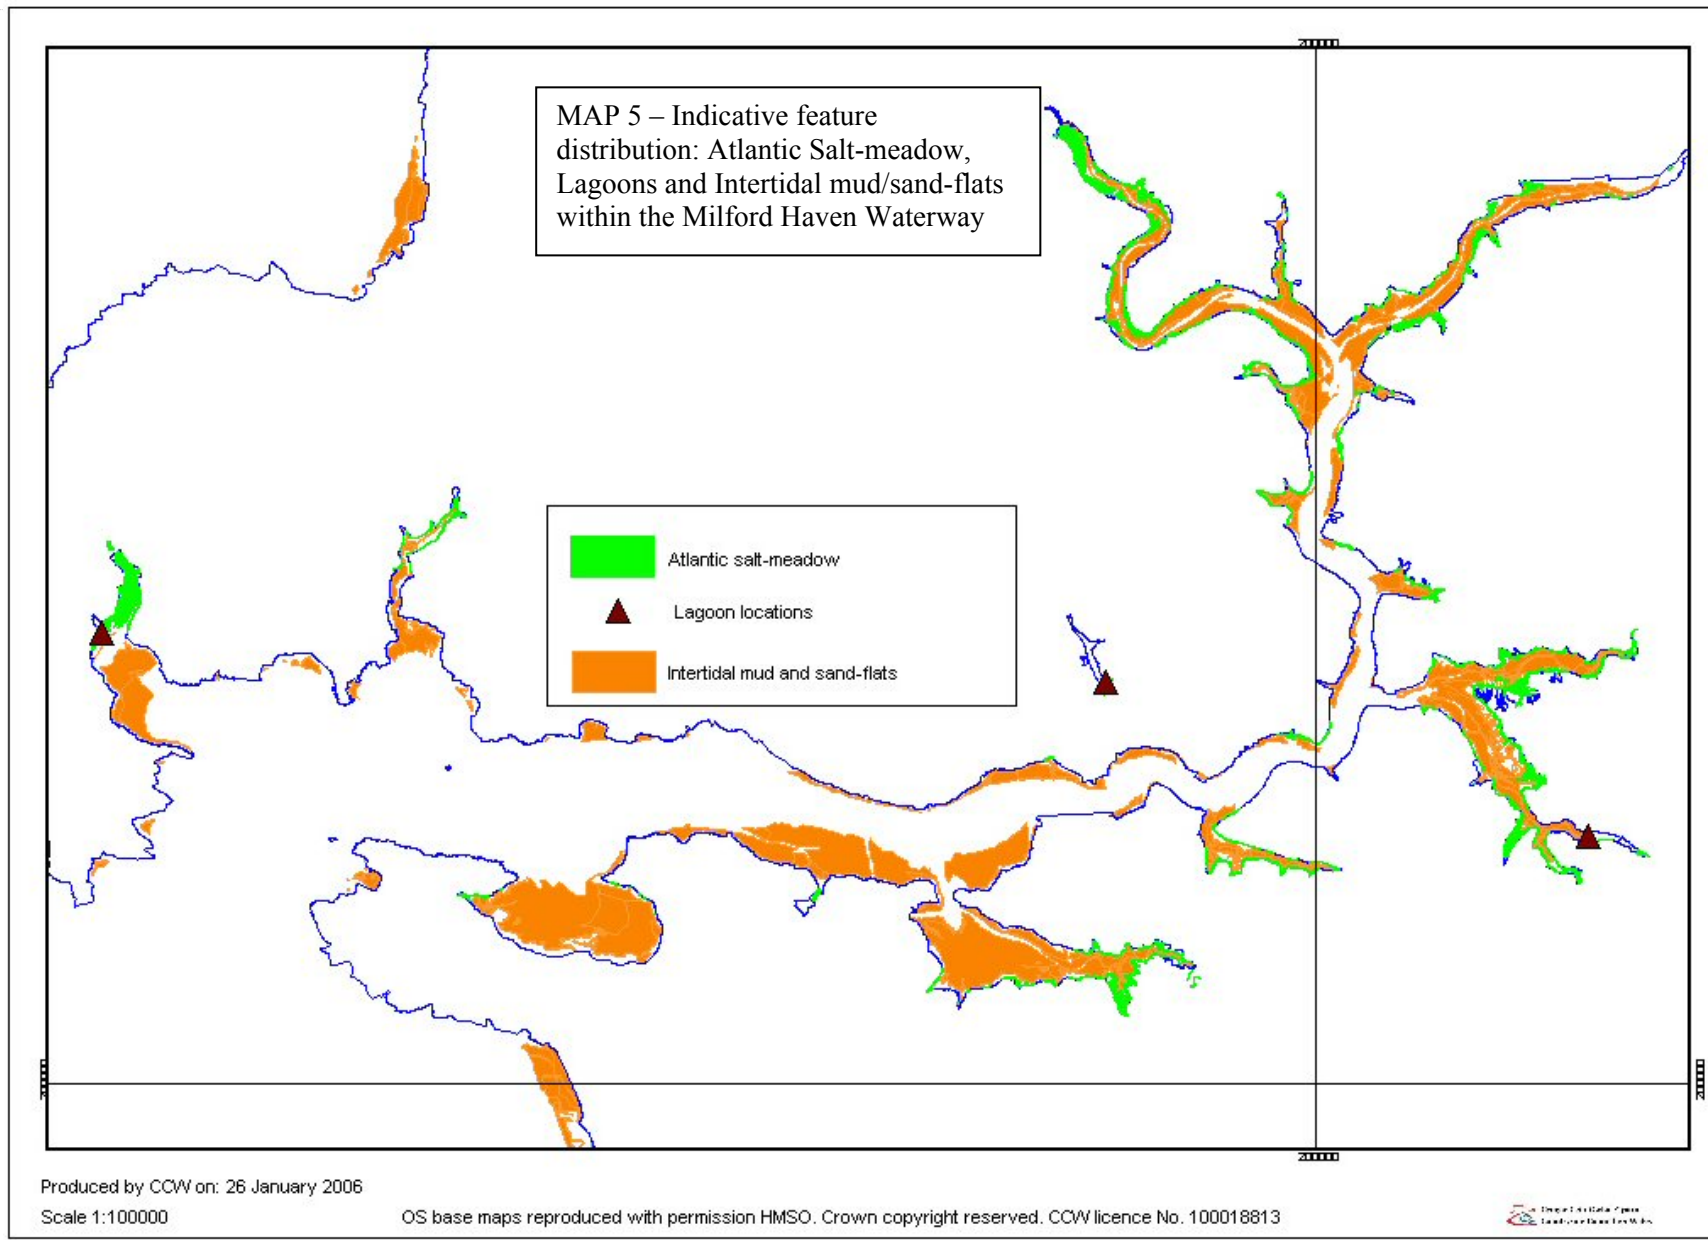 200000
MAP 5 – Indicative feature
distribution: Atlantic Salt-meadow,
Lagoons and Intertidal mud/sand-flats
within the Milford Haven Waterway
Atlantic salt-meadow
Lagoon locations
Intertidal mud and sand-flats
200000
Produced by CCW on: 26 January 2006
Scale 1:100000
OS base maps reproduced with permission HMSO. Crown copyright reserved. CCW licence No. 100018813